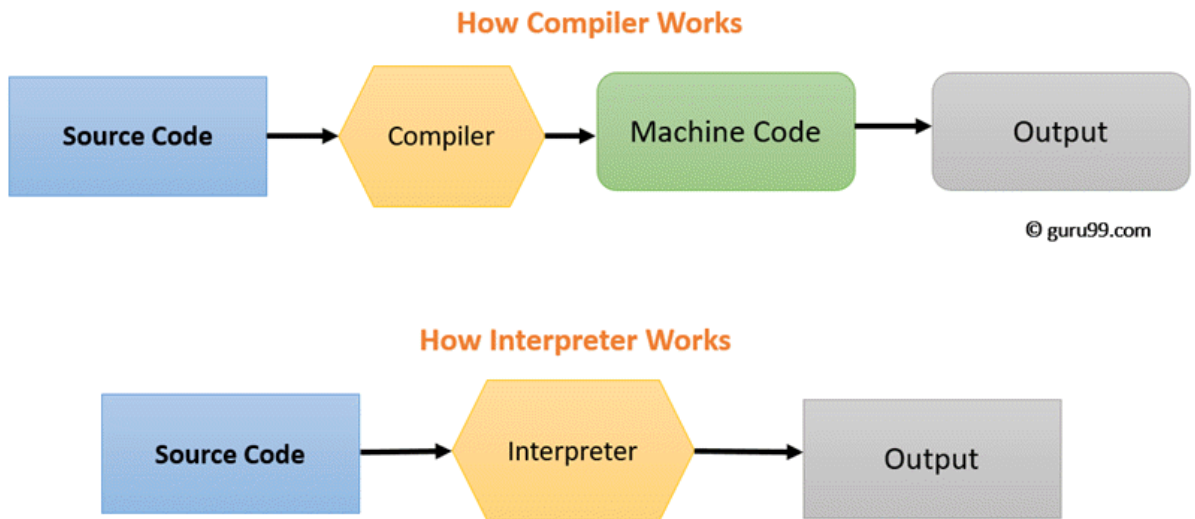 How Compiler Works
Source Code
Compiler
Machine Code
Output
© guru99.com
How Interpreter Works
Source Code
Interpreter
Output